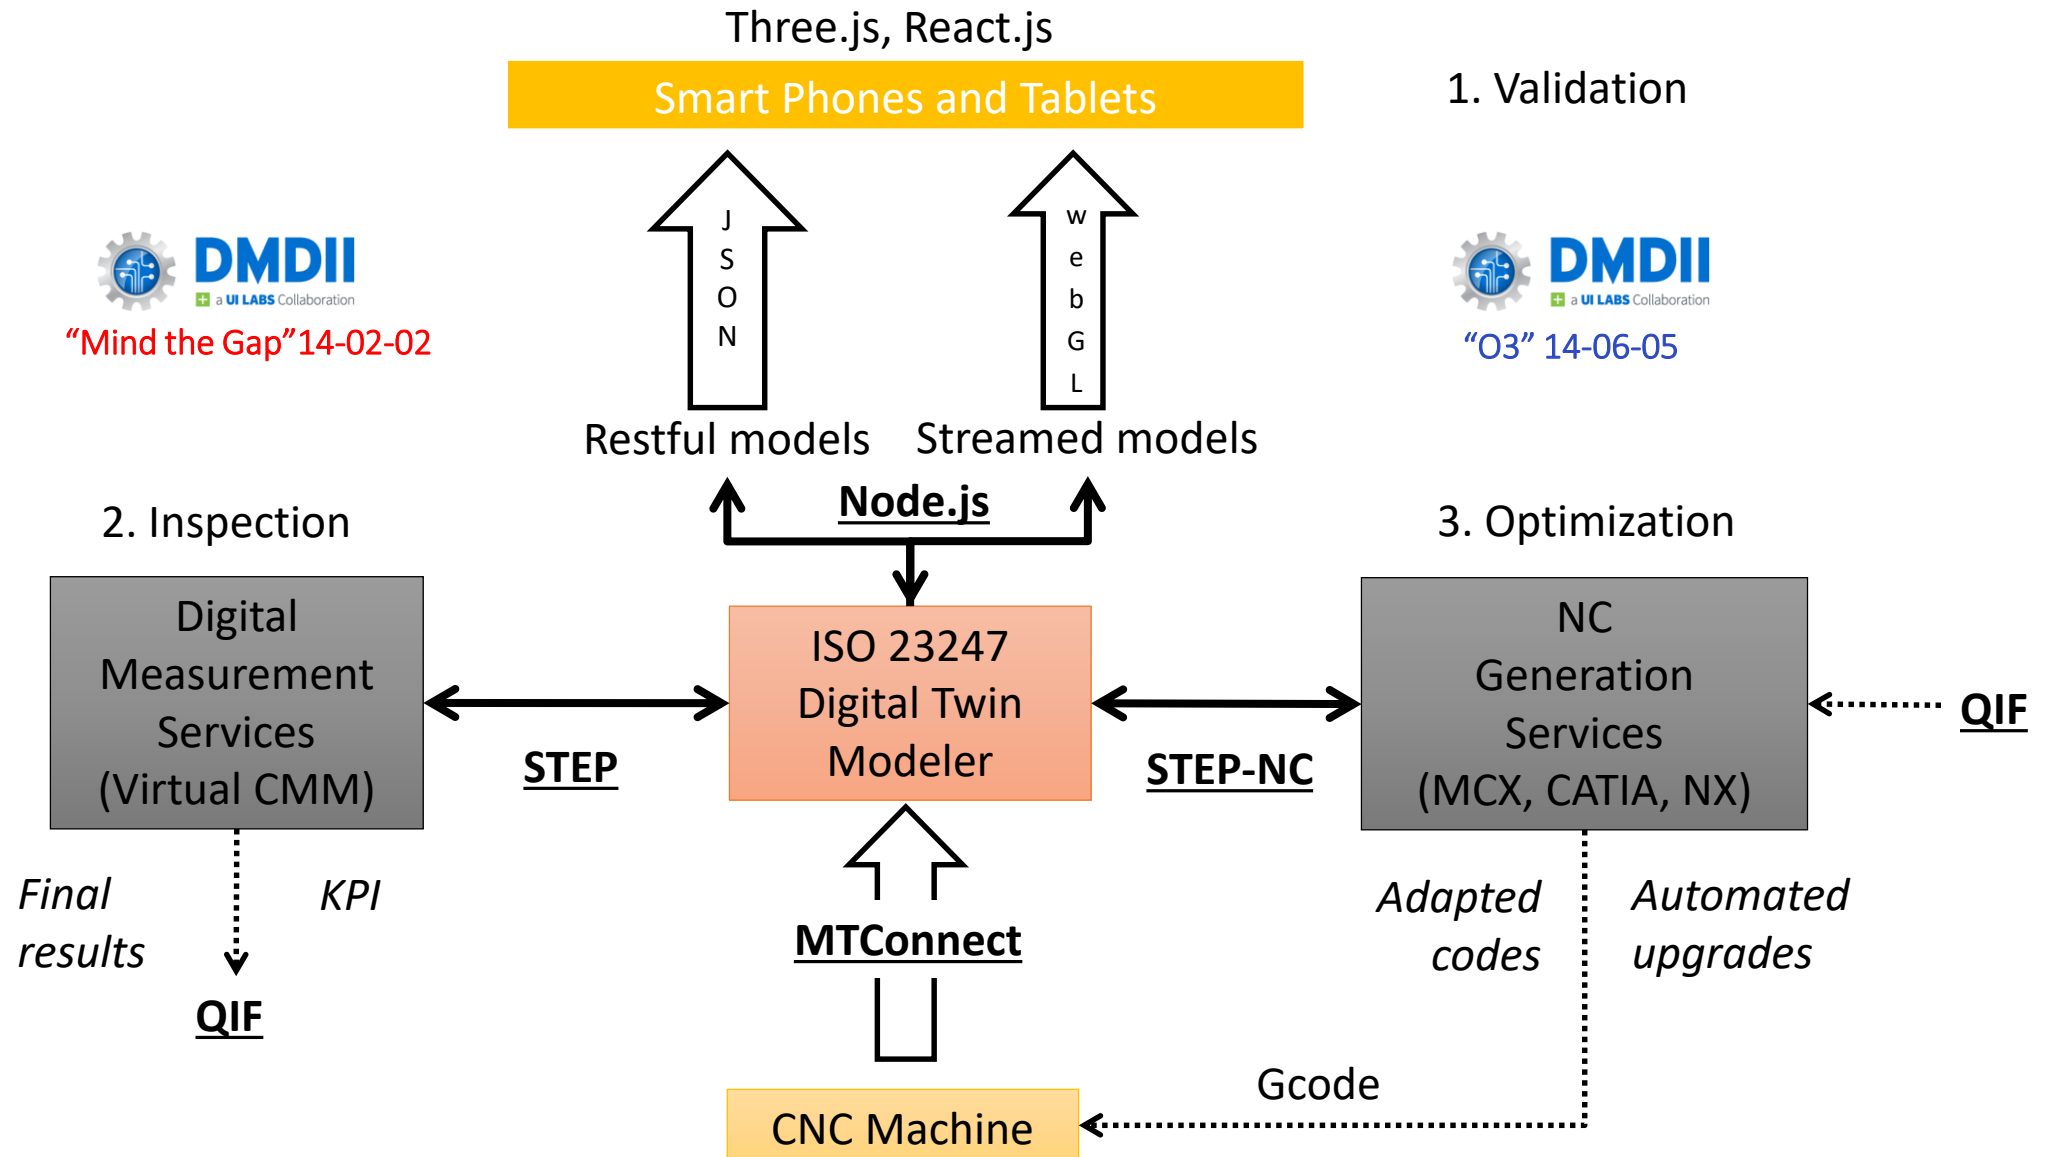 Three.js, React.js
Smart Phones and Tablets
1. Validation
J
S
O
N
w
e
b
G
L
DMDII
a UI LABS Collaboration
“Mind the Gap”14-02-02
DMDII
a UI LABS Collaboration
“O3” 14-06-05
Restful models
Streamed models
Node.js
2. Inspection
3. Optimization
Digital
Measurement
Services
(Virtual CMM)
ISO 23247
Digital Twin
Modeler
NC
Generation
Services
(MCX, CATIA, NX)
QIF
STEP
STEP-NC
Final
results
KPI
QIF
MTConnect
Adapted
codes
Automated
upgrades
Gcode
CNC Machine